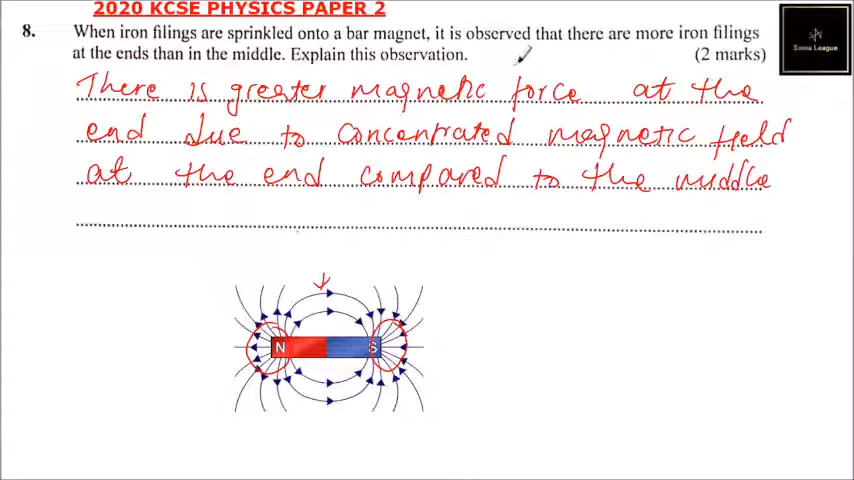 2020 KCSE PHYSICS PAPER 2
8. When iron filings are sprinkled onto a bar magnet, it is observed that there are more iron filings
at the ends than in the middle. Explain this observation. (2 marks)
Soma League
There is greater magnetic force at the
end due to concentrated magnetic field
at the end compared to the middle
N S